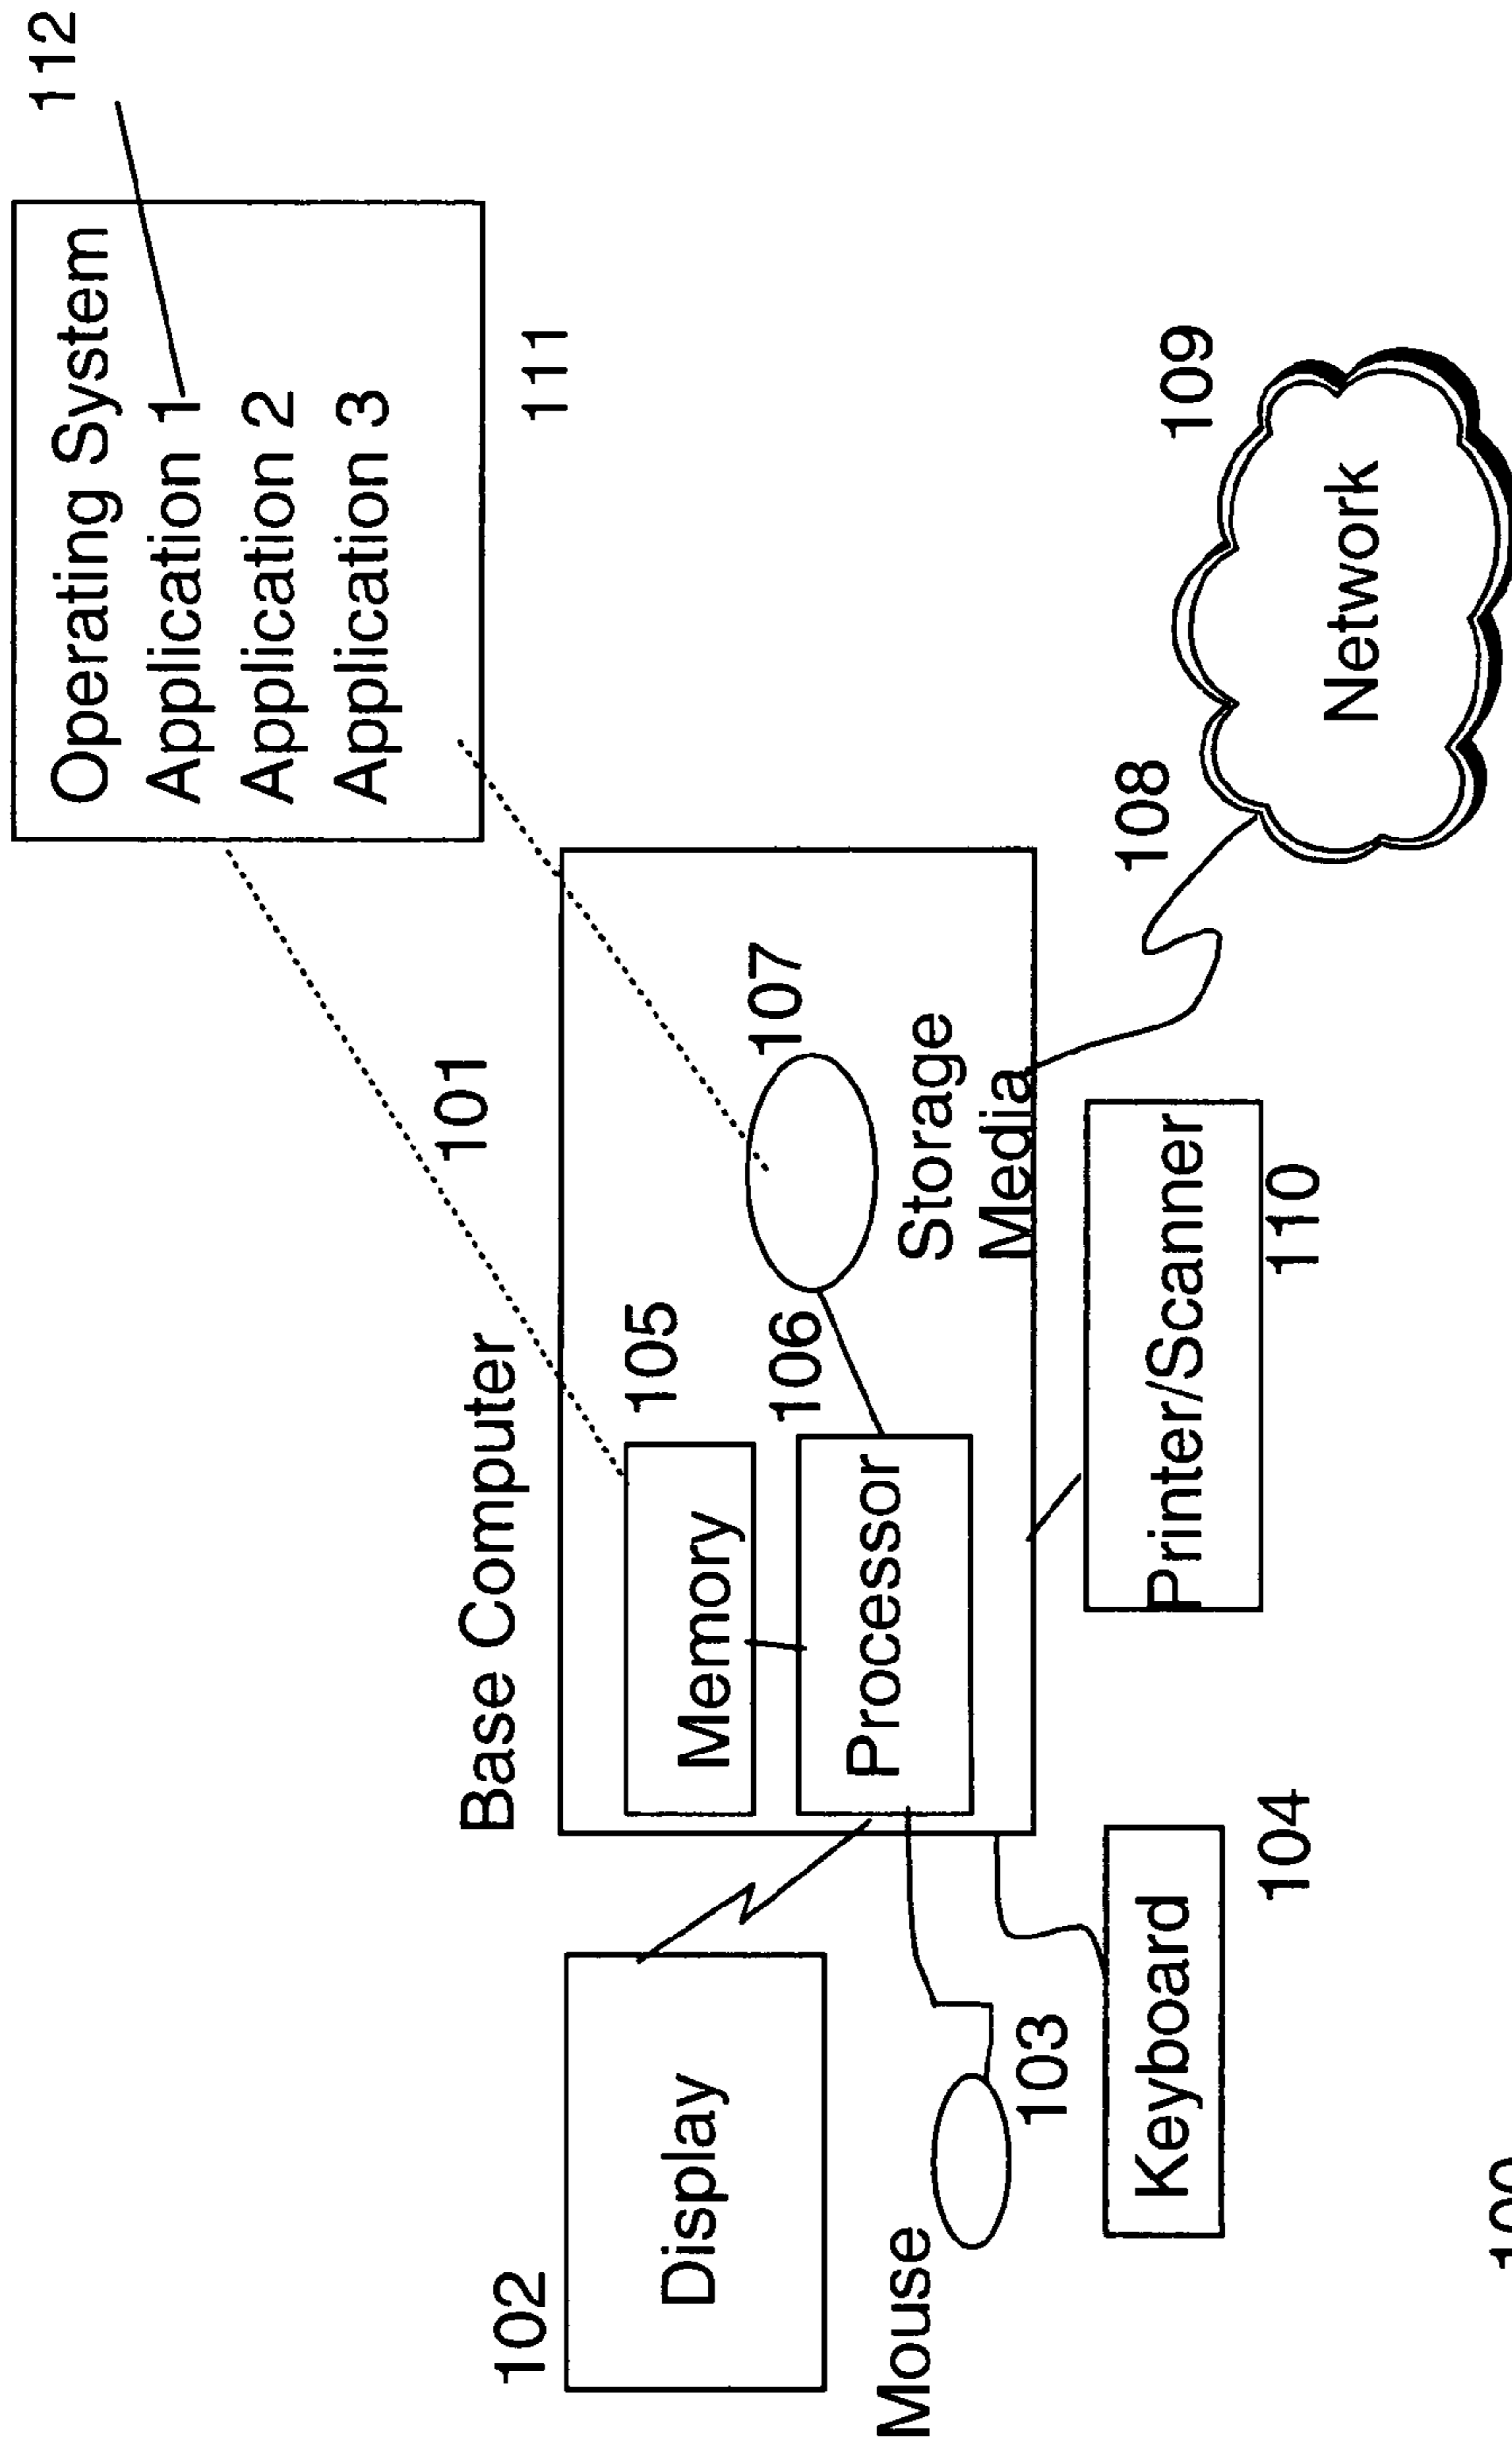 112
Operating System
Application 1
Application 2
Application 3
111
Base Computer
101
102
Display
Memory
105
Processor
106
107
Storage
Media
Mouse
103
Keyboard
104
Printer/Scanner
110
108
109
Network
100